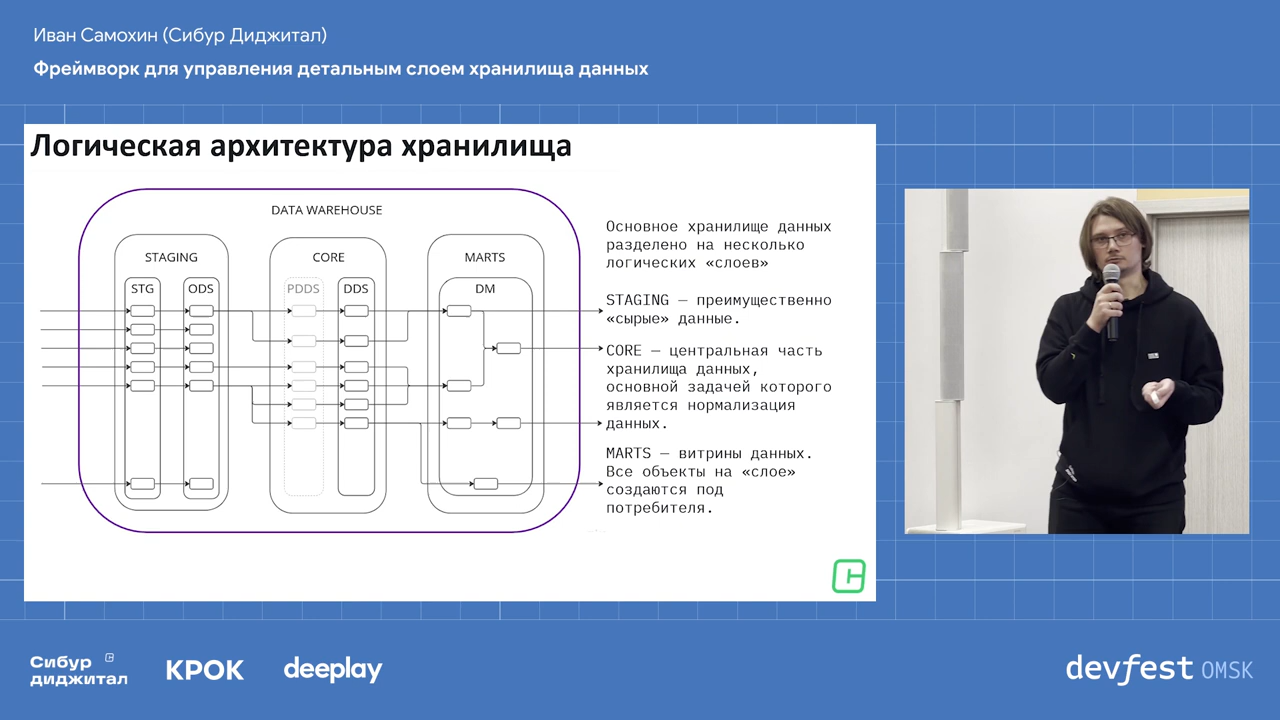 Иван Самохин (Сибур Диджитал)
Фреймворк для управления детальным слоем хранилища данных
Логическая архитектура хранилища
DATA WAREHOUSE
STAGING
CORE
MARTS
STG
ODS
PDDS
DDS
DM
Основное хранилище данных
разделено на несколько
логических «слоев»
STAGING — преимущественно
«сырые» данные.
CORE — центральная часть
хранилища данных,
основной задачей которого
является нормализация
данных.
MARTS — витрины данных.
Все объекты на «слое»
создаются под
потребителя.
Сибур
диджитал
КРОК
deeplay
devfest OMSK